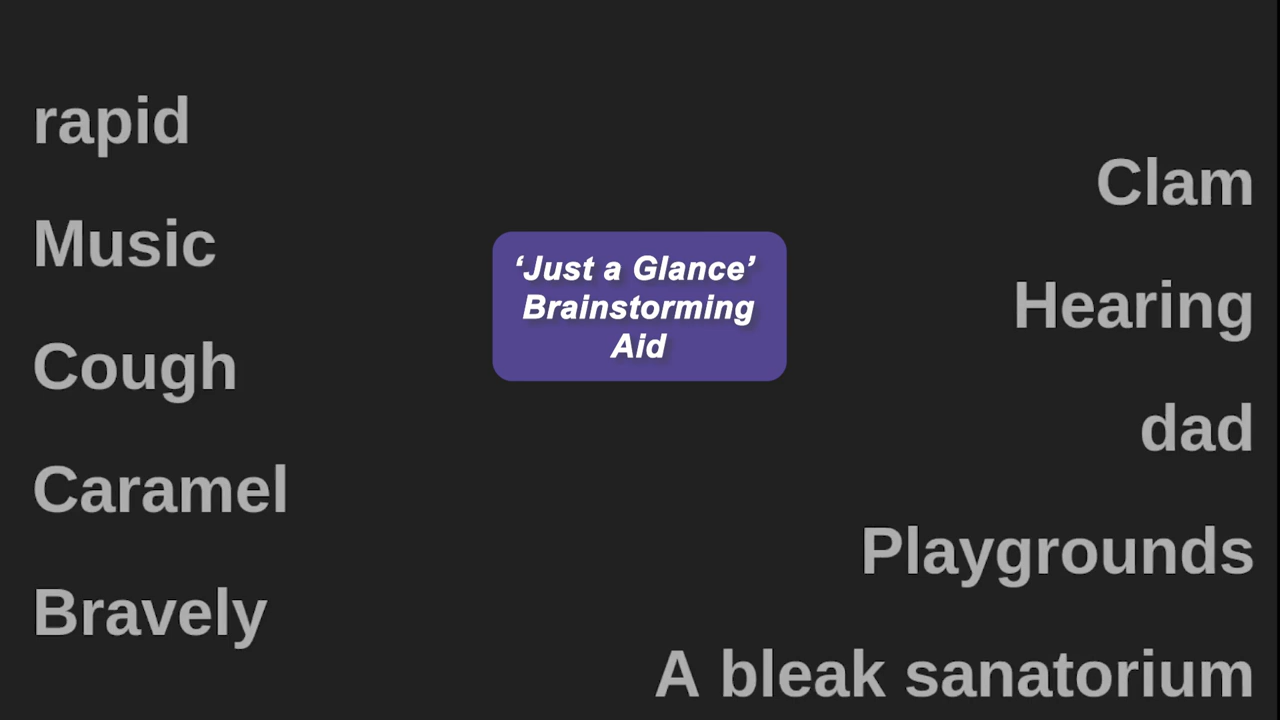 rapid
Clam
Music
‘Just a Glance’
Brainstorming
Aid
Hearing
Cough
dad
Caramel
Playgrounds
Bravely
A bleak sanatorium